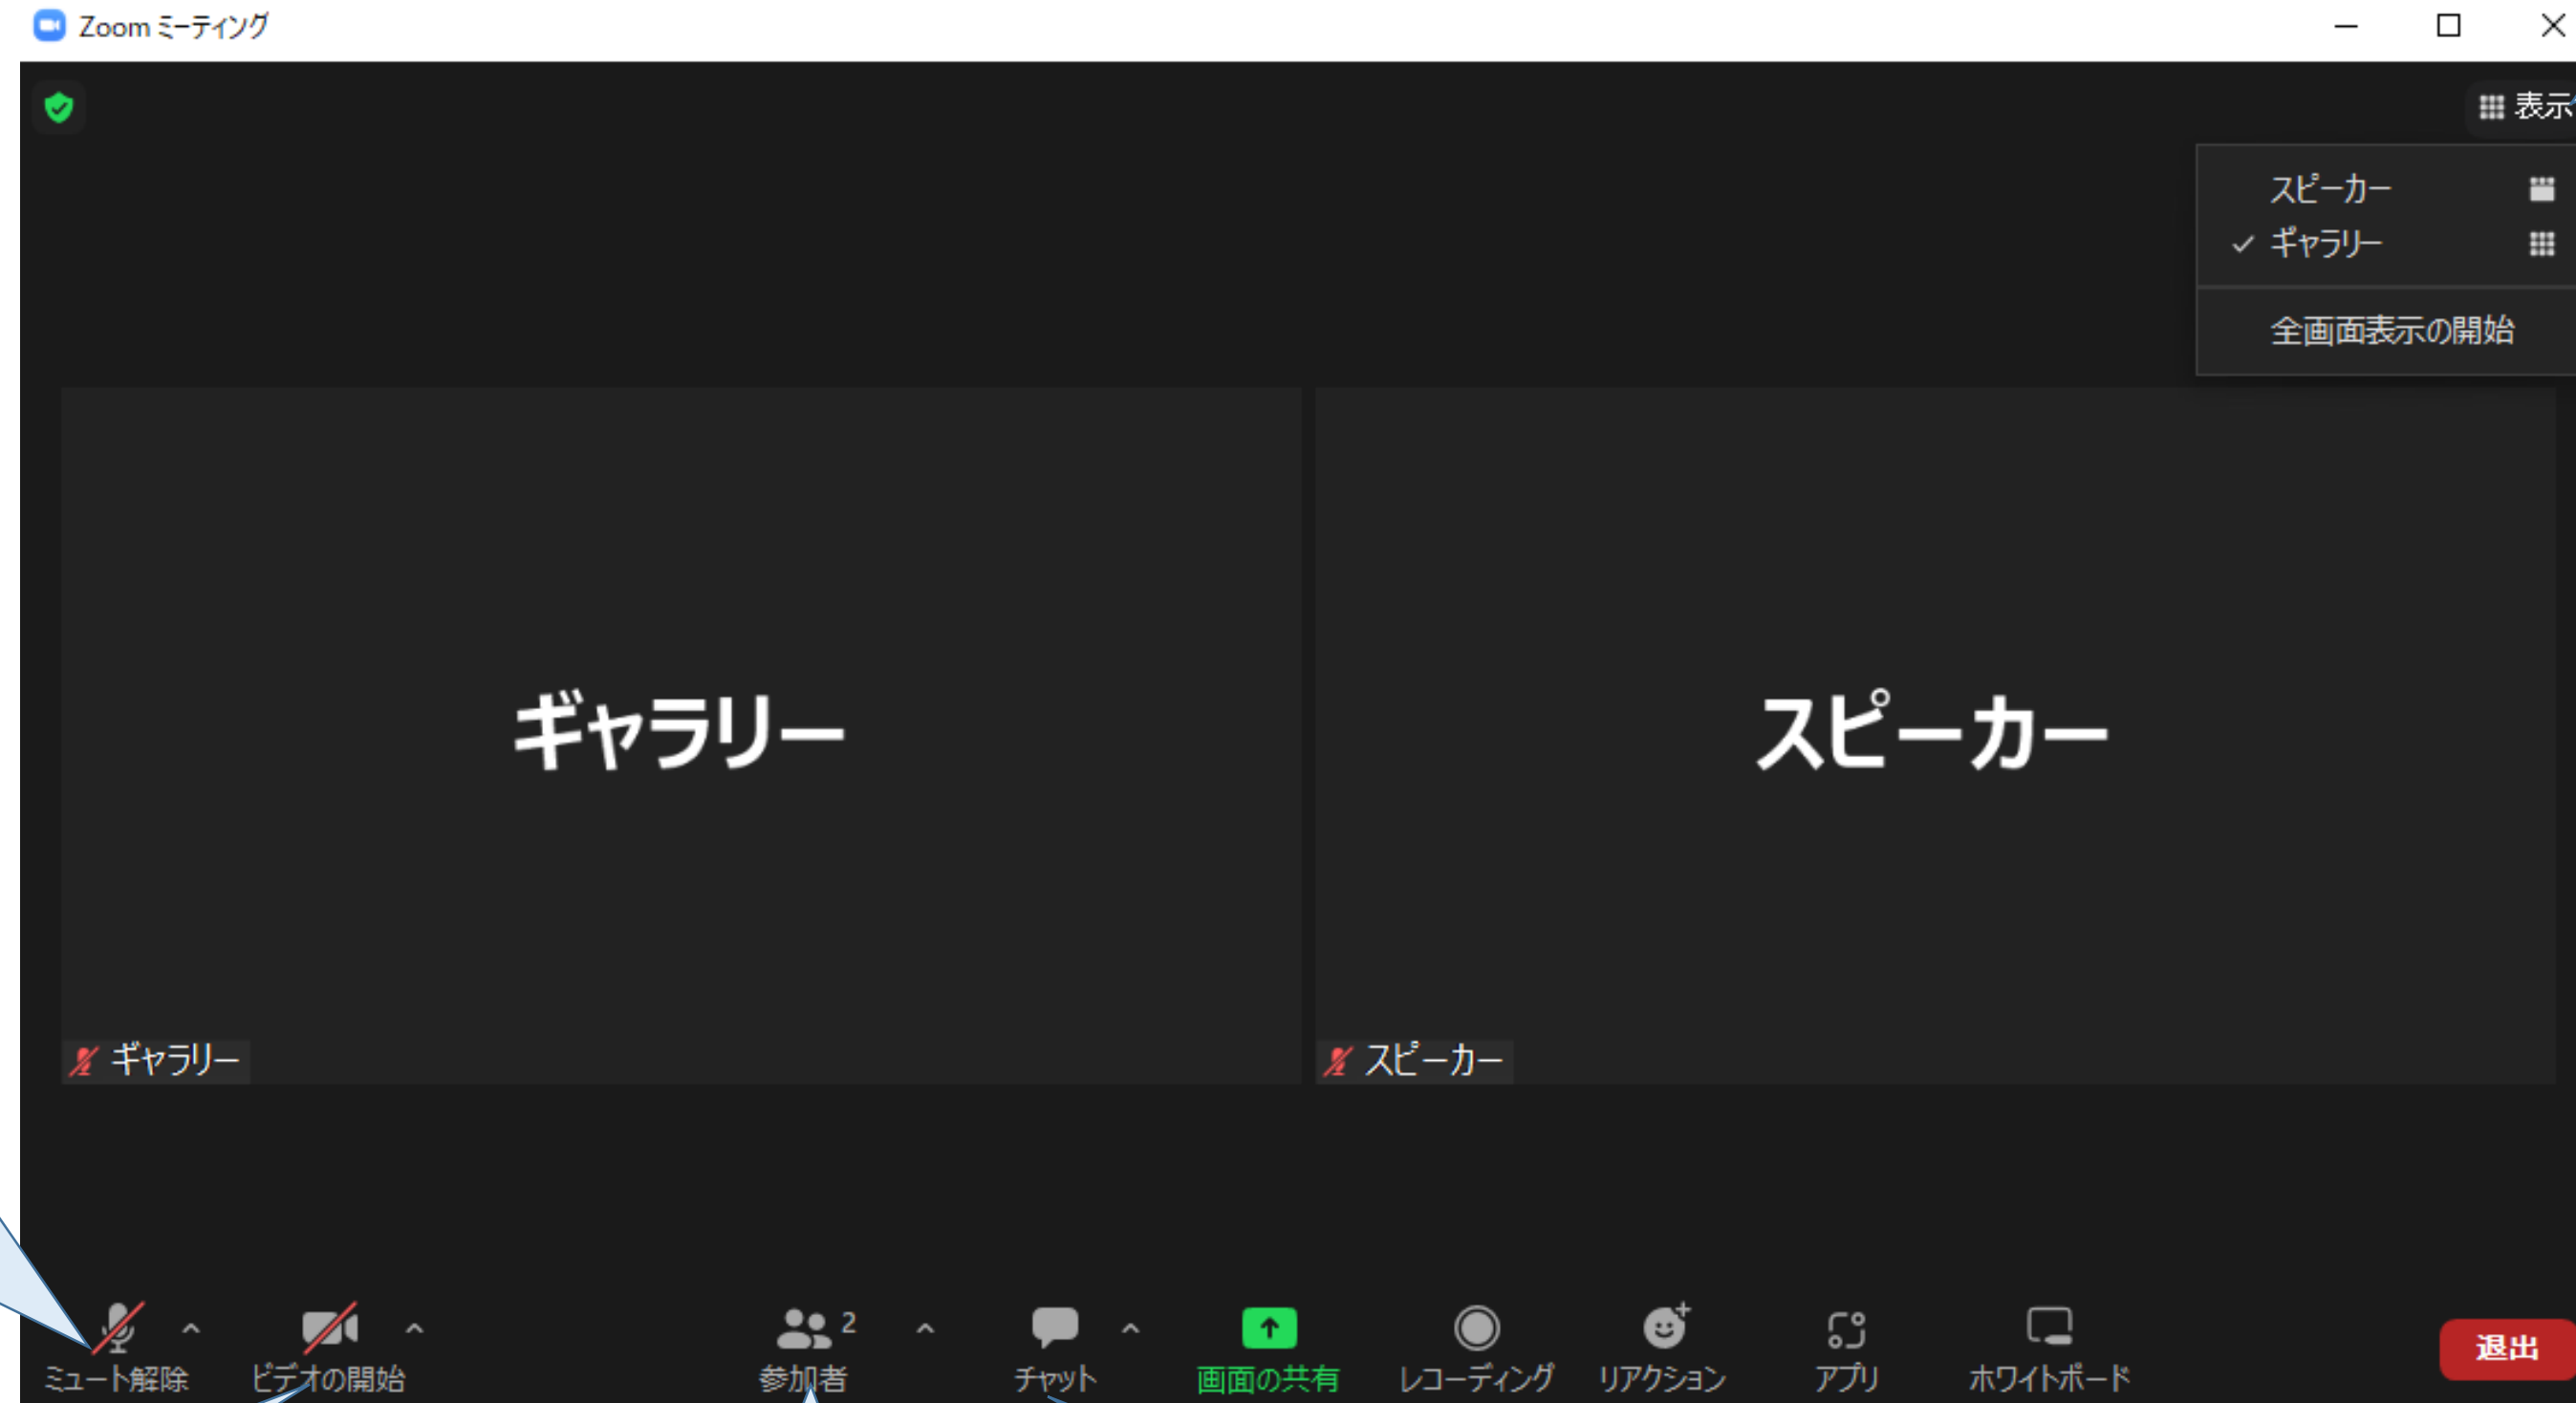 Zoom ミーティング
表示
スピーカー
ギャラリー
全画面表示の開始
ギャラリー
スピーカー
ギャラリー
スピーカー
2
ミュート解除
ビデオの開始
参加者
チャット
画面の共有
レコーディング
リアクション
アプリ
ホワイトボード
退出